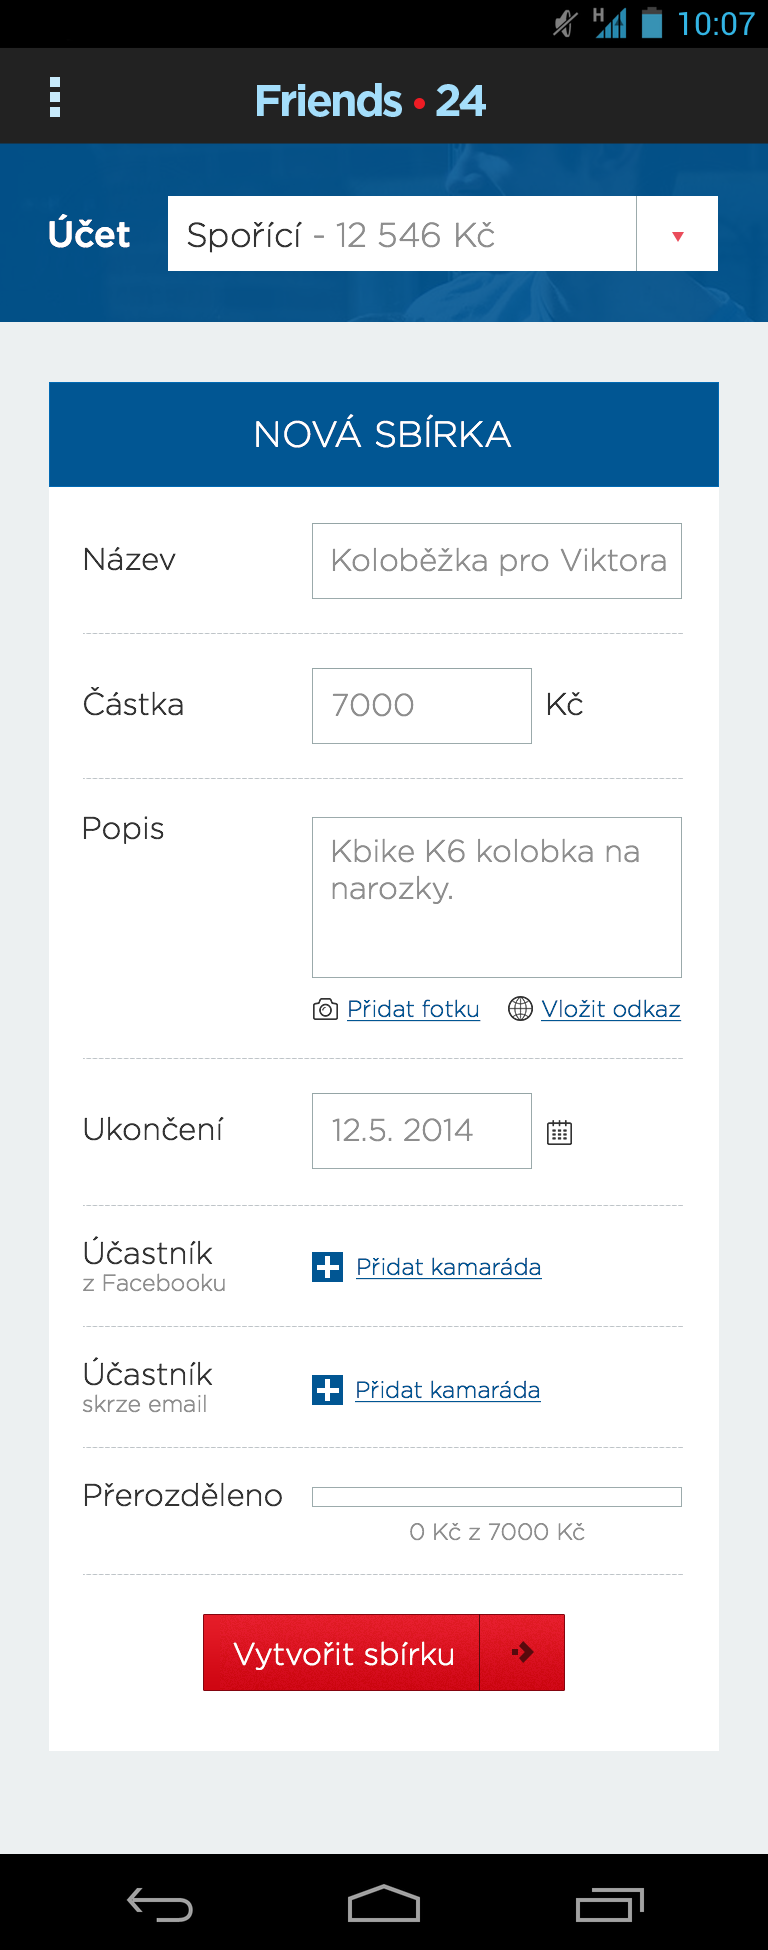 H 10:07
Friends • 24
Účet
Spořící - 12 546 Kč
NOVÁ SBÍRKA
Název
Koloběžka pro Viktora
Částka
7000
Kč
Popis
Kbike K6 kolobka na
narozky.
Přidat fotku
Vložit odkaz
Ukončení
12.5. 2014
Účastník
z Facebooku
Přidat kamaráda
Účastník
skrze email
Přidat kamaráda
Přerozděleno
0 Kč z 7000 Kč
Vytvořit sbírku